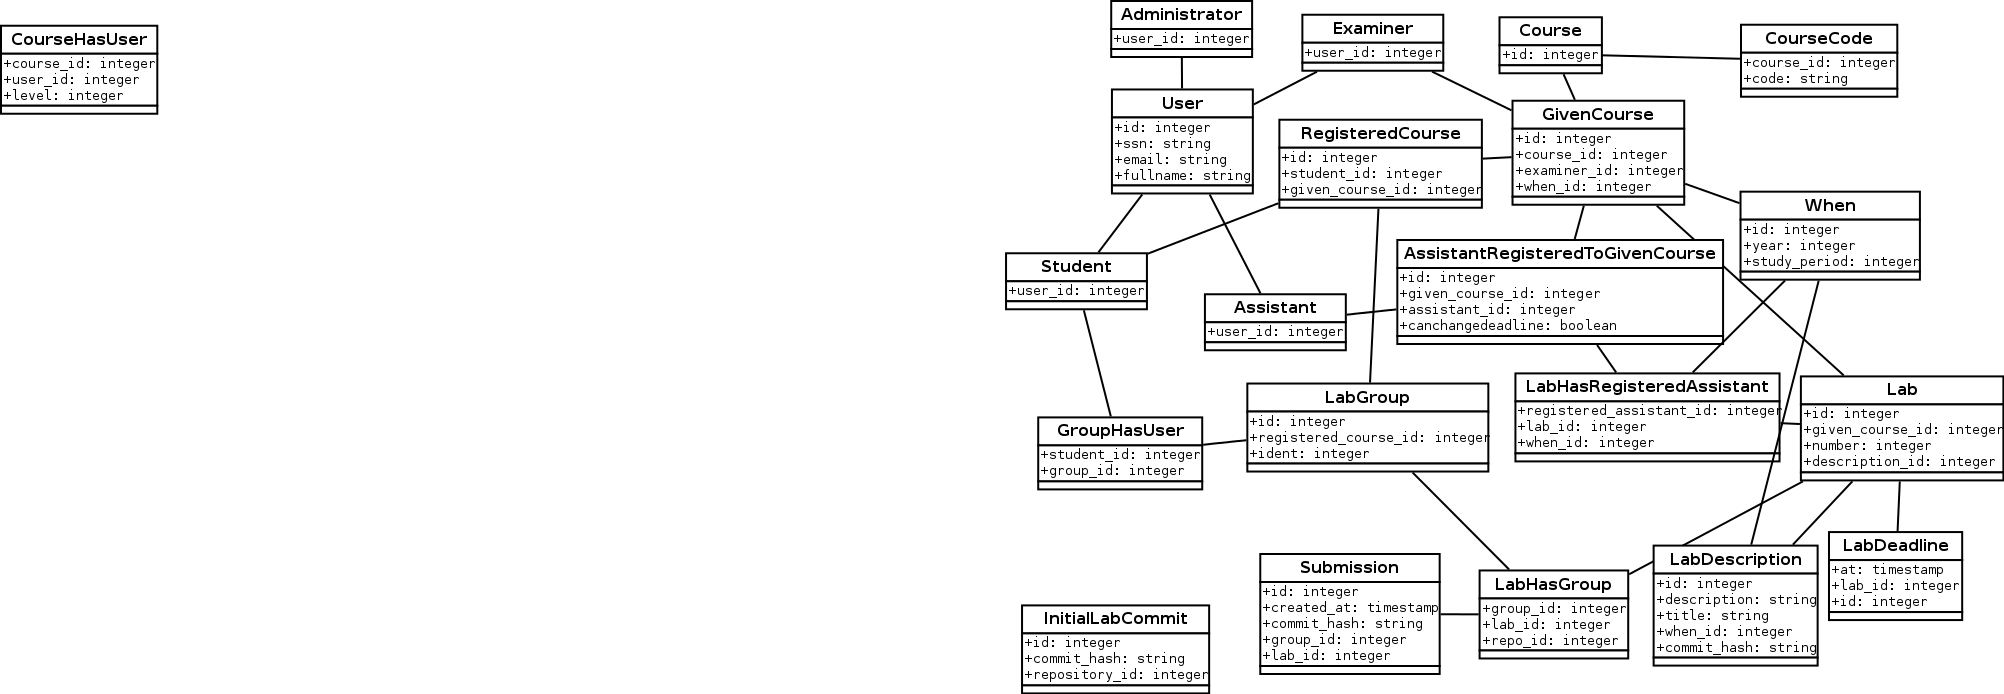 CourseHasUser
+course_id: integer
+user_id: integer
+level: integer
Administrator
+user_id: integer
Examiner
+user_id: integer
Course
+id: integer
CourseCode
+course_id: integer
+code: string
User
+id: integer
+ssn: string
+email: string
+fullname: string
RegisteredCourse
+id: integer
+student_id: integer
+given_course_id: integer
GivenCourse
+id: integer
+course_id: integer
+examiner_id: integer
+when_id: integer
When
+id: integer
+year: integer
+study_period: integer
Student
+user_id: integer
Assistant
+user_id: integer
AssistantRegisteredToGivenCourse
+id: integer
+given_course_id: integer
+assistant_id: integer
+canchangedeadline: boolean
GroupHasUser
+student_id: integer
+group_id: integer
LabGroup
+id: integer
+registered_course_id: integer
+ident: integer
LabHasRegisteredAssistant
+registered_assistant_id: integer
+lab_id: integer
+when_id: integer
Lab
+id: integer
+given_course_id: integer
+number: integer
+description_id: integer
InitialLabCommit
+id: integer
+commit_hash: string
+repository_id: integer
Submission
+id: integer
+created_at: timestamp
+commit_hash: string
+group_id: integer
+lab_id: integer
LabHasGroup
+group_id: integer
+lab_id: integer
+repo_id: integer
LabDescription
+id: integer
+description: string
+title: string
+when_id: integer
+commit_hash: string
LabDeadline
+at: timestamp
+lab_id: integer
+id: integer